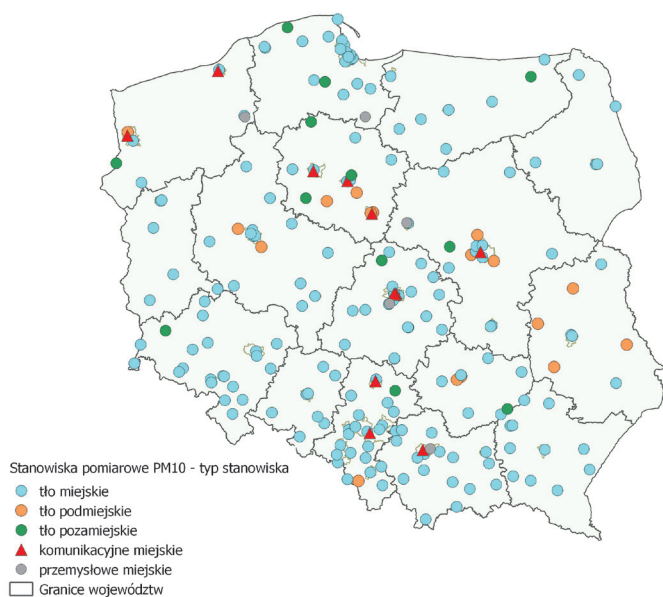 Stanowiska pomiarowe PM10 - typ stanowiska
tło miejskie
tło podmiejskie
tło pozamiejskie
komunikacyjne miejskie
przemysłowe miejskie
Granice województw